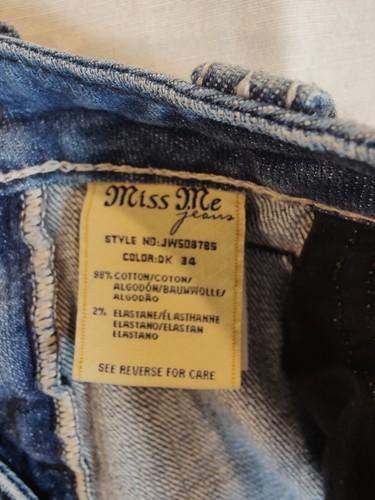 Miss Me
jeans
STYLE NO:JW5087B5
COLOR:DK 34
98% COTTON/COTON/
ALGODÓN/BAUMWOLLE/
ALGODÃO
2% ELASTANE/ÉLASTHANNE
ELASTANO/ELASTAN
ELASTANO
SEE REVERSE FOR CARE